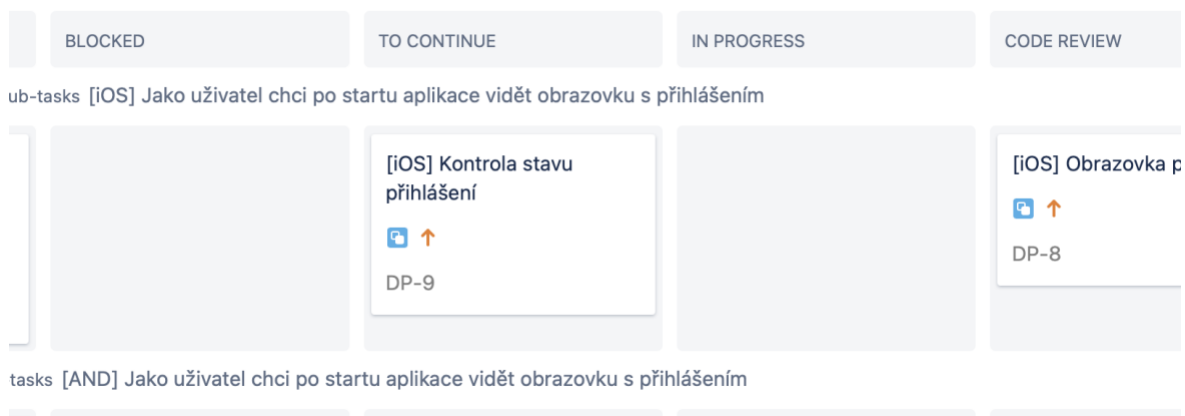 BLOCKED
TO CONTINUE
IN PROGRESS
CODE REVIEW
[iOS] Jako uživatel chci po startu aplikace vidět obrazovku s přihlášením
[iOS] Kontrola stavu
přihlášení
DP-9
[iOS] Obrazovka
DP-8
tasks [AND] Jako uživatel chci po startu aplikace vidět obrazovku s přihlášením